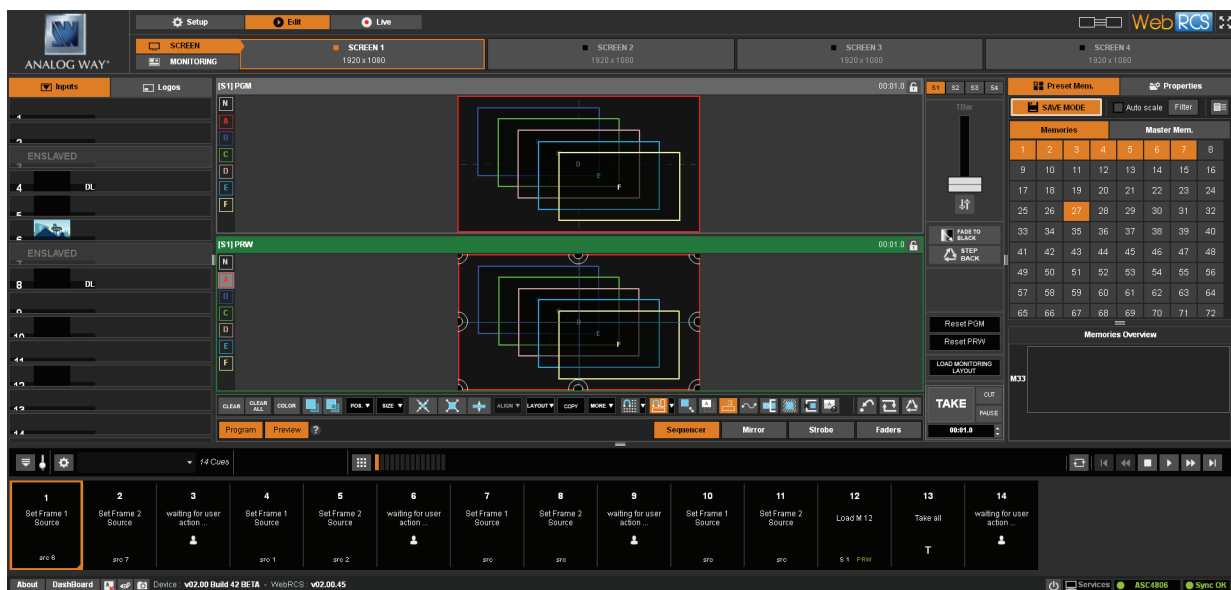 Setup Edit Live
WebRCS
ANALOG WAY®
SCREEN
MONITORING
SCREEN 1
1920 x 1080
SCREEN 2
1920 x 1080
SCREEN 3
1920 x 1080
SCREEN 4
1920 x 1080
Inputs Logos
ENSLAVED
4 DL
ENSLAVED
8 DL
[S1] PGM 00:01.0
N
A
B
C
D
E
F
D
E
F
[S1] PRW 00:01.0
N
A
B
C
D
E
F
D
E
F
S1 S2 S3 S4
TBar
FADE TO BLACK
STEP BACK
Reset PGM
Reset PRW
LOAD MONITORING LAYOUT
TAKE CUT
PAUSE
00:01.0
CLEAR CLEAR ALL COLOR POS. SIZE ALIGN LAYOUT COPY MORE
Program Preview ? Sequencer Mirror Strobe Faders
Preset Mem. Properties
SAVE MODE Auto scale Filter
Memories Master Mem.
1 2 3 4 5 6 7 8
9 10 11 12 13 14 15 16
17 18 19 20 21 22 23 24
25 26 27 28 29 30 31 32
33 34 35 36 37 38 39 40
41 42 43 44 45 46 47 48
49 50 51 52 53 54 55 56
57 58 59 60 61 62 63 64
65 66 67 68 69 70 71 72
Memories Overview
M33
14 Cues
1 2 3 4 5 6 7 8 9 10 11 12 13 14
Set Frame 1 Source
src 6
Set Frame 2 Source
src 7
waiting for user action ...
Set Frame 1 Source
src 1
Set Frame 2 Source
src 2
waiting for user action ...
Set Frame 1 Source
src
Set Frame 2 Source
src
waiting for user action ...
Set Frame 1 Source
src
Set Frame 2 Source
src
Load M 12
S 1 PRW
Take all
T
waiting for user action ...
About DashBoard Device : v02.00 Build 42 BETA - WebRCS : v02.00.45
Services ASC4806 Sync OK